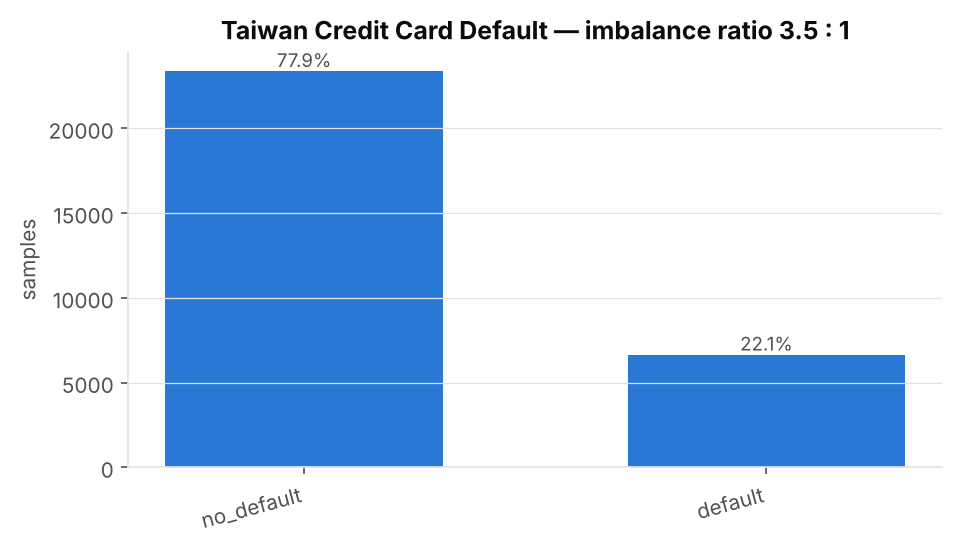 Taiwan Credit Card Default — imbalance ratio 3.5 : 1
77.9%
22.1%
20000
15000
10000
5000
0
samples
no_default
default